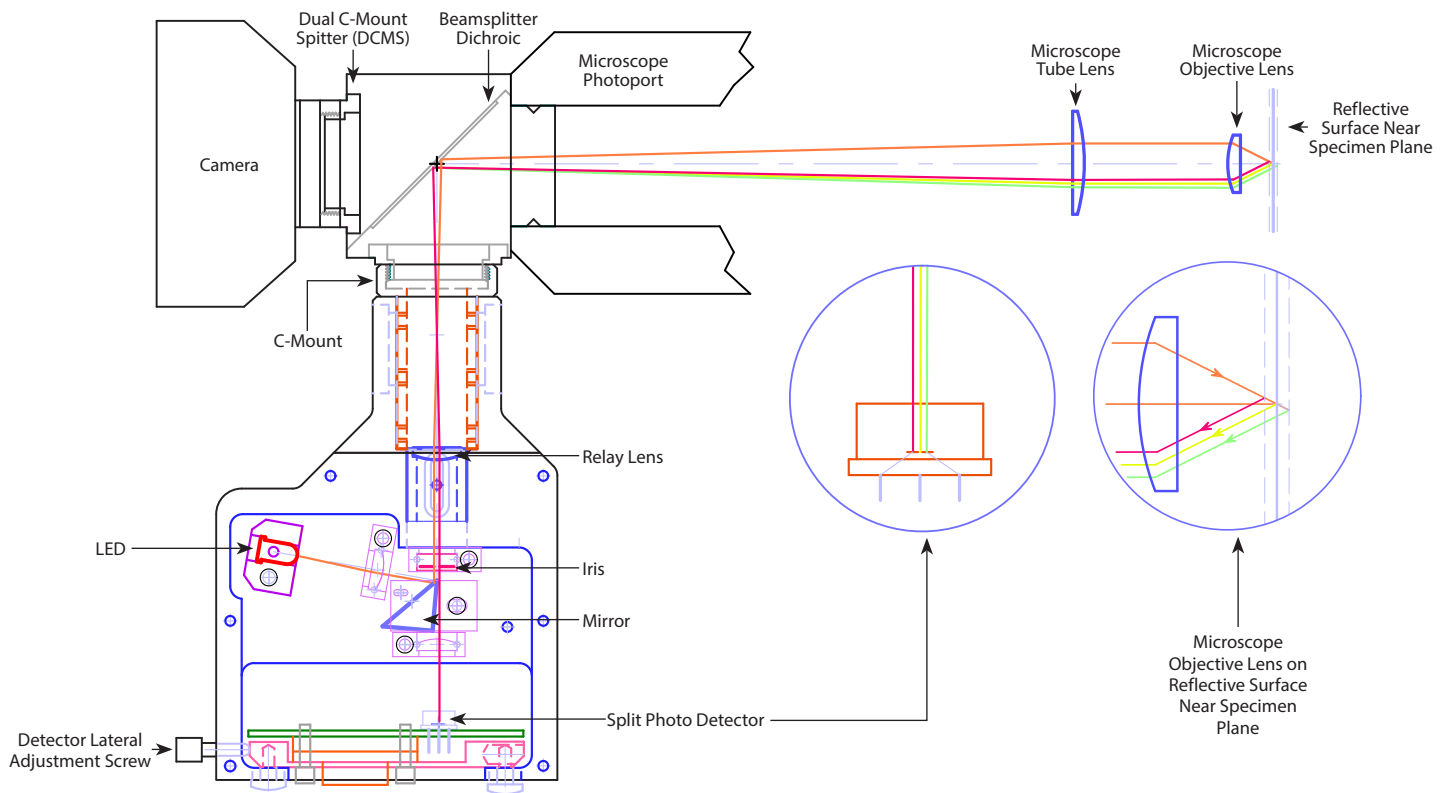 Dual C-Mount
Spitter (DCMS)
Beamsplitter
Dichroic
Microscope
Photoport
Microscope
Tube Lens
Microscope
Objective Lens
Reflective
Surface Near
Specimen Plane
Camera
C-Mount
Relay Lens
LED
Iris
Mirror
Split Photo Detector
Detector Lateral
Adjustment Screw
Microscope
Objective Lens on
Reflective Surface
Near Specimen
Plane